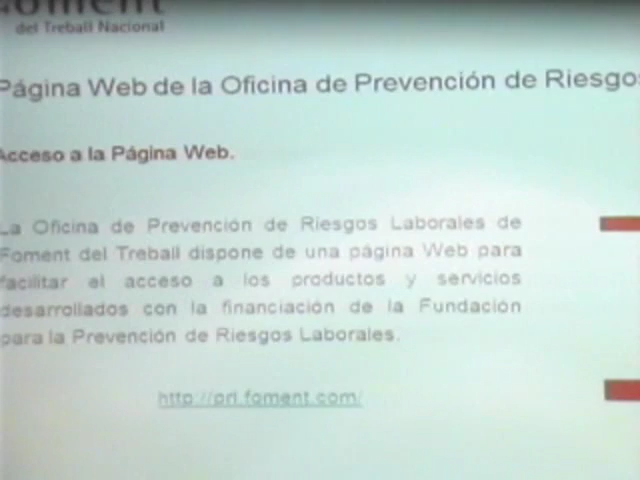 Foment
del Treball Nacional
Página Web de la Oficina de Prevención de Riesgos
Acceso a la Página Web.
La Oficina de Prevención de Riesgos Laborales de
Foment del Treball dispone de una página Web para
facilitar el acceso a los productos y servicios
desarrollados con la financiación de la Fundación
para la Prevención de Riesgos Laborales.
http://prl.foment.com/